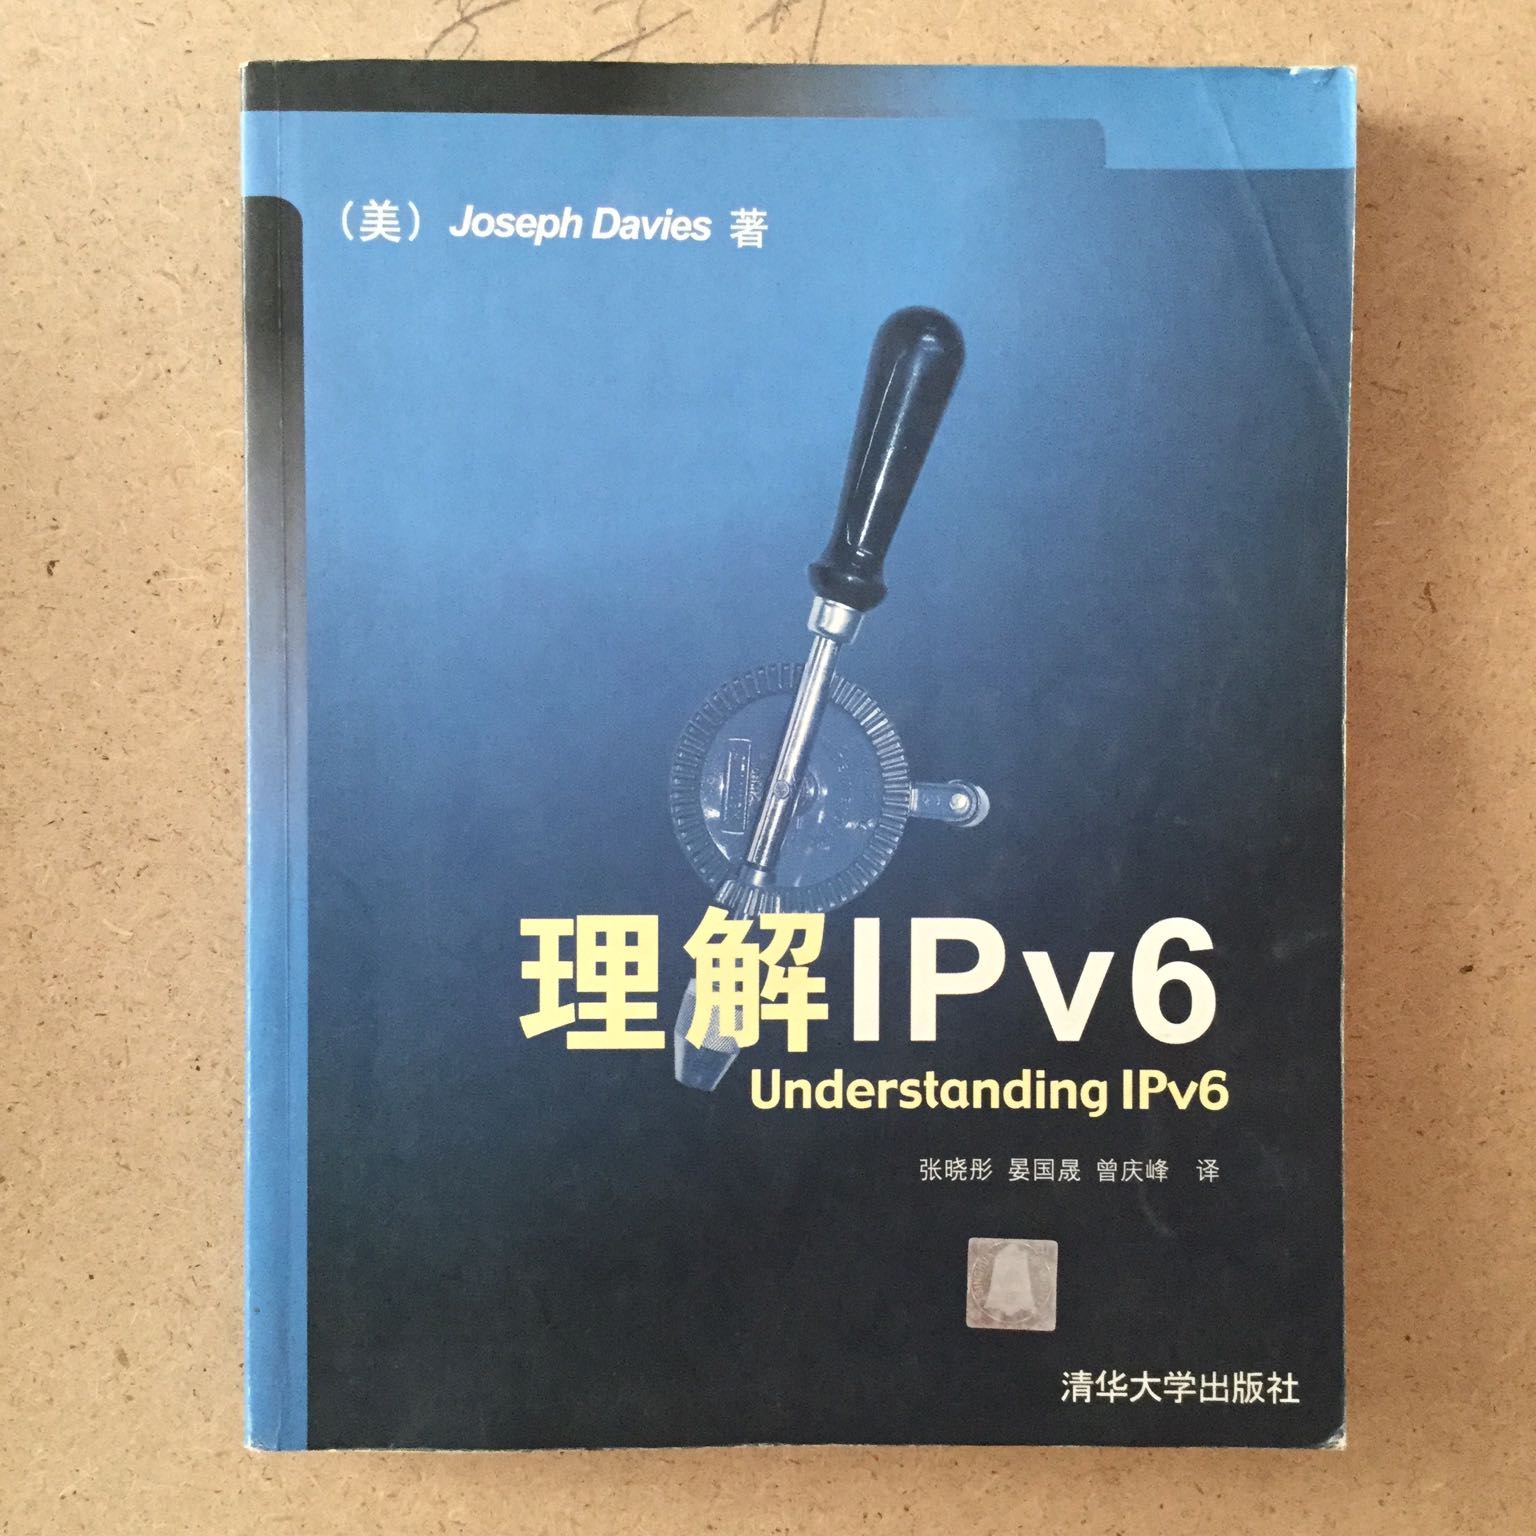 （美） Joseph Davies 著
理解IPv6
Understanding IPv6
张晓彤 晏国晟 曾庆峰 译
清华大学出版社